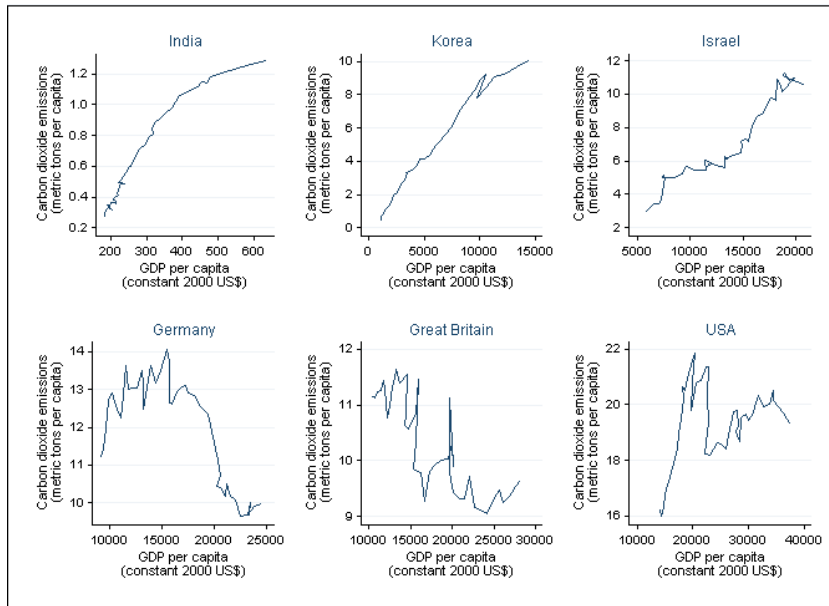 India
Carbon dioxide emissions
(metric tons per capita)
1.2
1.0
0.8
0.6
0.4
0.2
200 300 400 500 600
GDP per capita
(constant 2000 US$)
Korea
Carbon dioxide emissions
(metric tons per capita)
10
8
6
4
2
0
0 5000 10000 15000
GDP per capita
(constant 2000 US$)
Israel
Carbon dioxide emissions
(metric tons per capita)
12
10
8
6
4
2
5000 10000 15000 20000
GDP per capita
(constant 2000 US$)
Germany
Carbon dioxide emissions
(metric tons per capita)
14
13
12
11
10
10000 15000 20000 25000
GDP per capita
(constant 2000 US$)
Great Britain
Carbon dioxide emissions
(metric tons per capita)
12
11
10
9
10000 15000 20000 25000 30000
GDP per capita
(constant 2000 US$)
USA
Carbon dioxide emissions
(metric tons per capita)
22
20
18
16
10000 20000 30000 40000
GDP per capita
(constant 2000 US$)